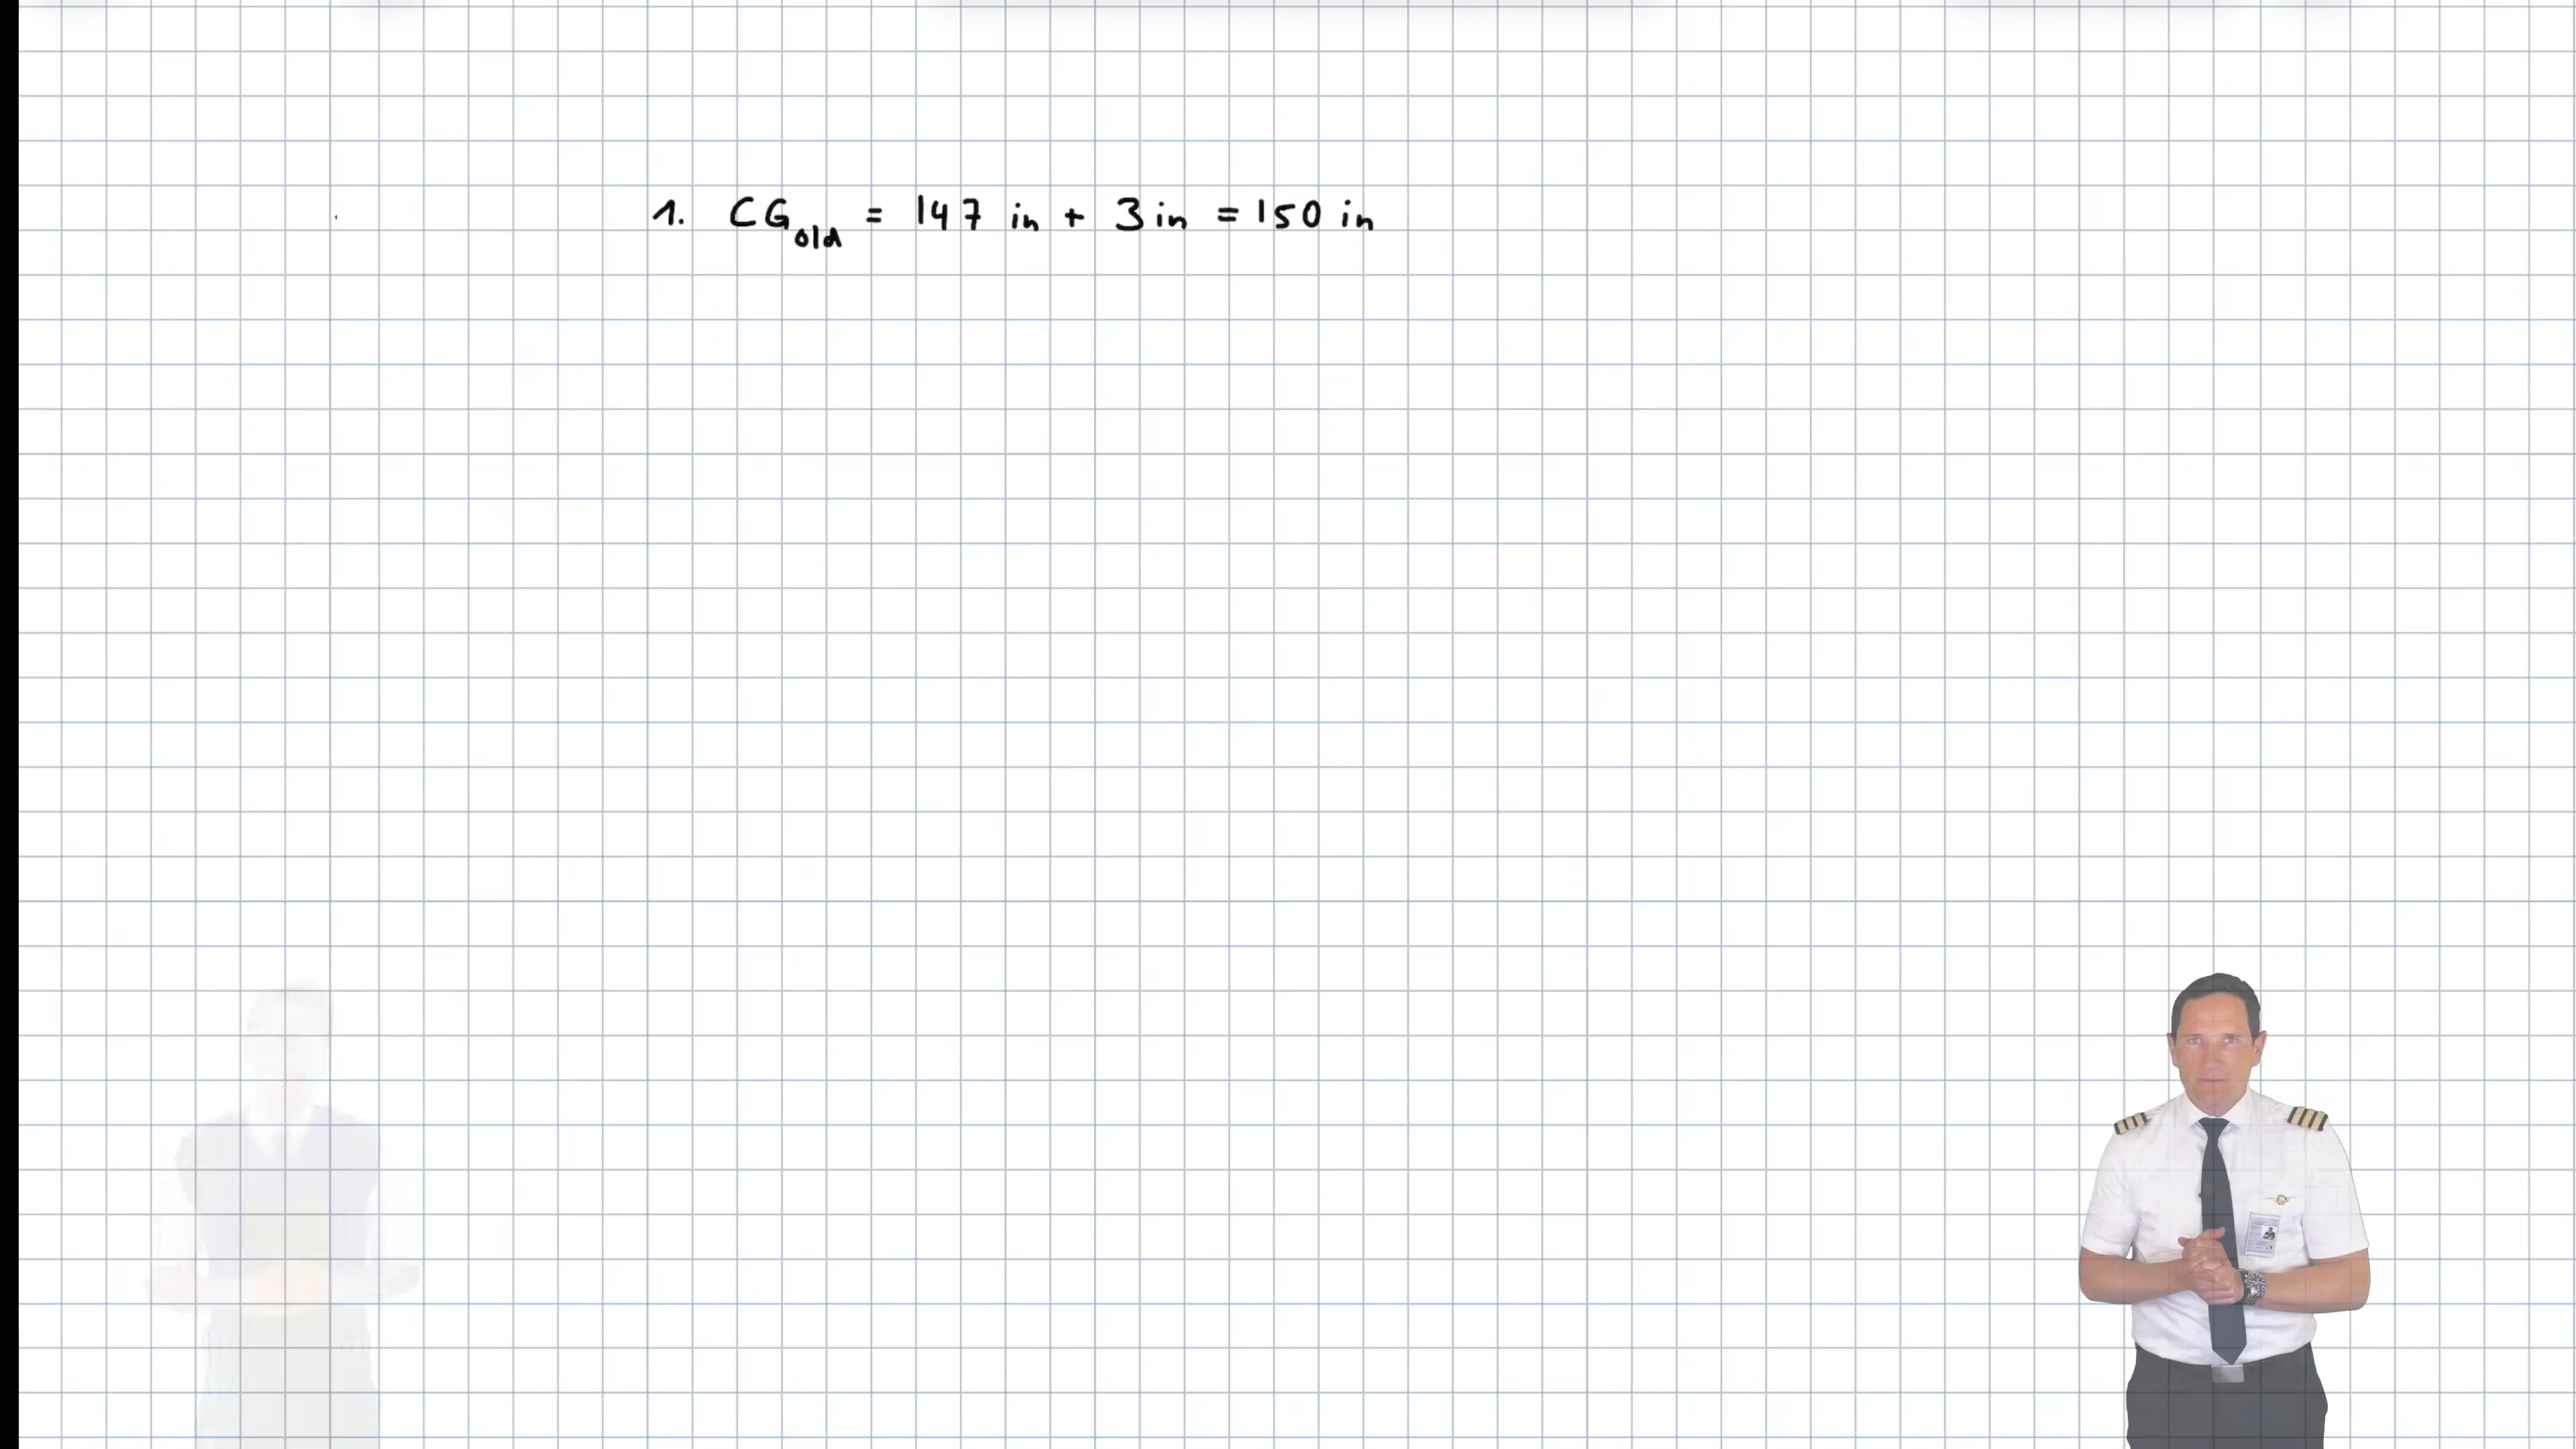 1. CG_old = 147 in + 3 in = 150 in